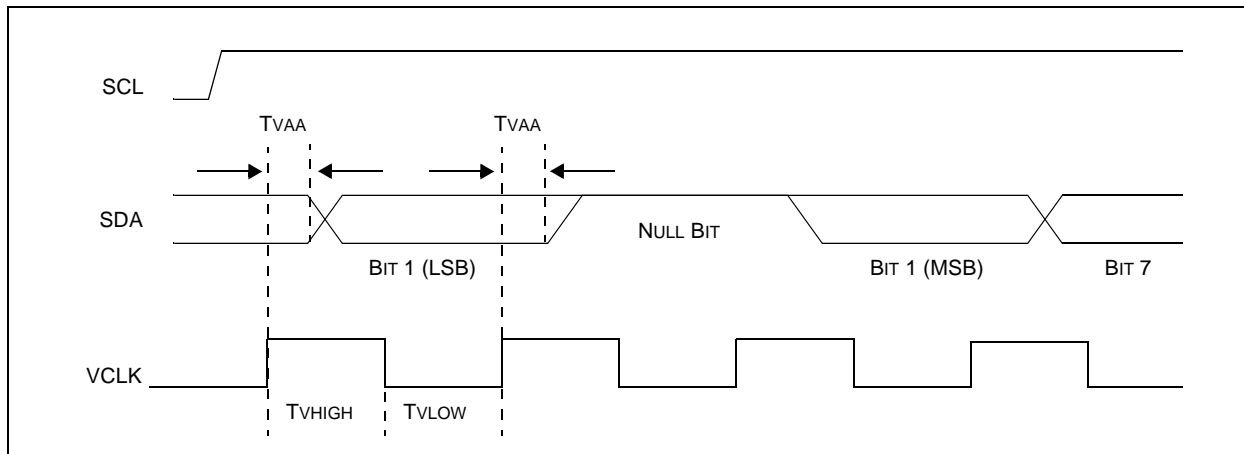 SCL
TVAA TVAA
SDA
NULL BIT
BIT 1 (LSB) BIT 1 (MSB) BIT 7
VCLK
TVHIGH TVLOW